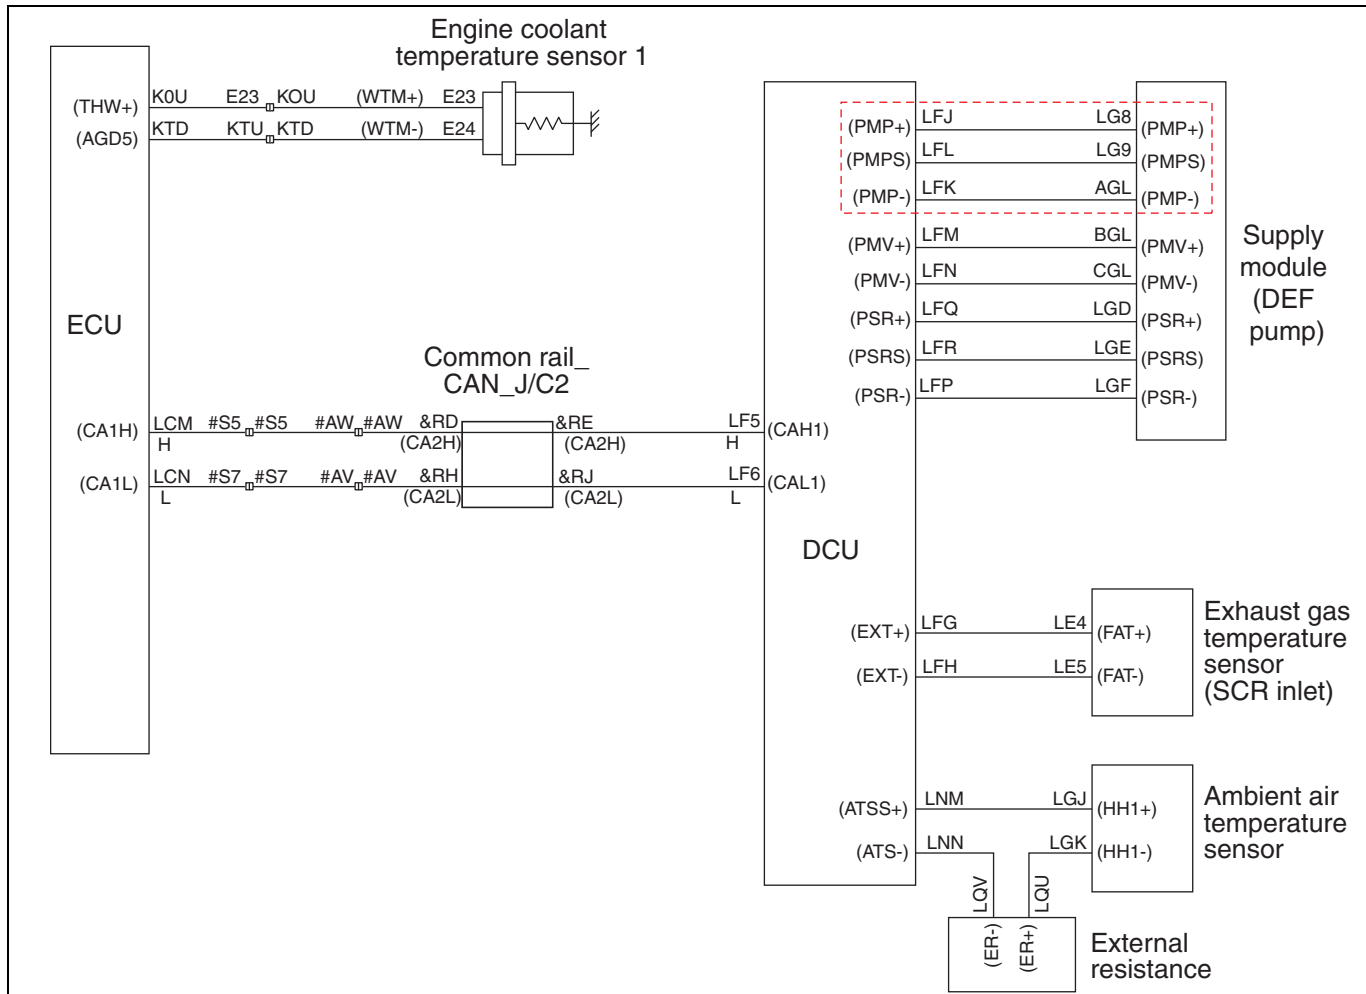 Engine coolant
temperature sensor 1
(THW+) K0U E23 KOU (WTM+) E23
(AGD5) KTD KTU KTD (WTM-) E24
ECU
(PMP+) LFJ LG8 (PMP+)
(PMPS) LFL LG9 (PMPS)
(PMP-) LFK AGL (PMP-)
(PMV+) LFM BGL (PMV+)
(PMV-) LFN CGL (PMV-)
(PSR+) LFQ LGD (PSR+)
(PSRS) LFR LGE (PSRS)
(PSR-) LFP LGF (PSR-)
Supply
module
(DEF
pump)
Common rail_
CAN_J/C2
(CA1H) LCM #S5 #S5 #AW #AW &RD &RE LF5 (CAH1)
H (CA2H) (CA2H) H
(CA1L) LCN #S7 #S7 #AV #AV &RH &RJ LF6 (CAL1)
L (CA2L) (CA2L) L
DCU
(EXT+) LFG LE4 (FAT+)
(EXT-) LFH LE5 (FAT-)
Exhaust gas
temperature
sensor
(SCR inlet)
(ATSS+) LNM LGJ (HH1+)
(ATS-) LNN LGK (HH1-)
Ambient air
temperature
sensor
LQV LQU
(ER-) (ER+)
External
resistance